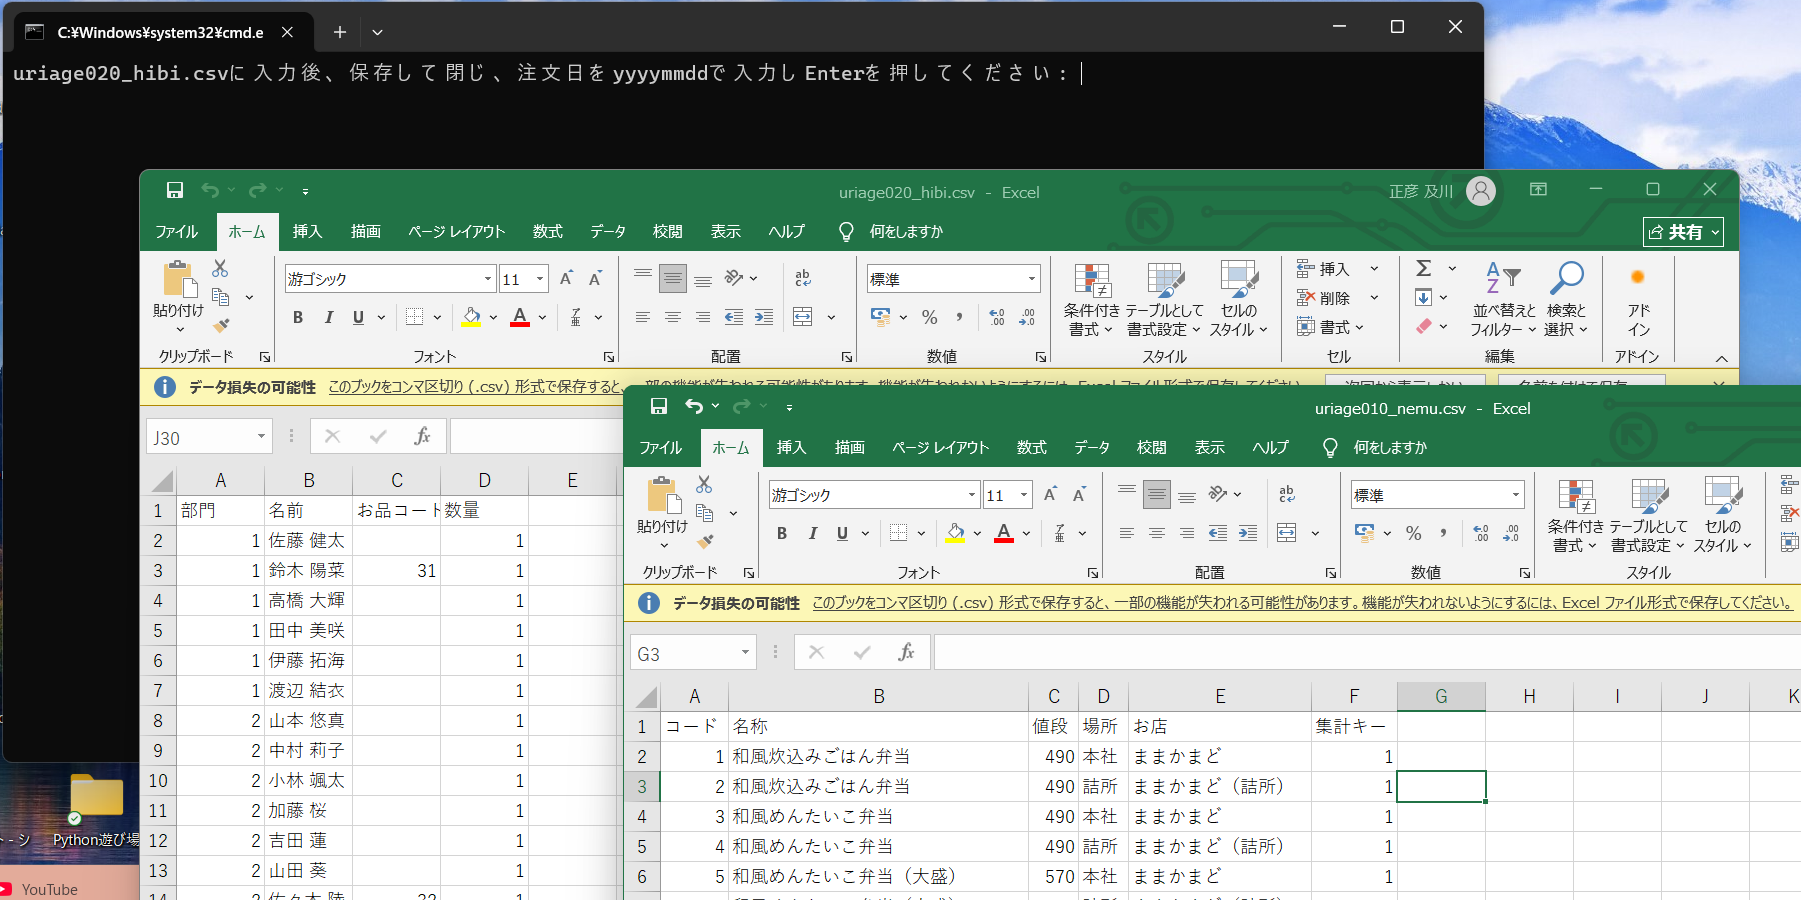 C:¥Windows¥system32¥cmd.e
uriage020_hibi.csvに入力後、保存して閉じ、注文日をyyyymmddで入力しEnterを押してください:
uriage020_hibi.csv - Excel
正彦 及川
ファイル ホーム 挿入 描画 ページ レイアウト 数式 データ 校閲 表示 ヘルプ 何をしますか
共有
貼り付け
游ゴシック 11
標準
B I U
条件付き書式
テーブルとして書式設定
セルのスタイル
挿入
削除
書式
並べ替えとフィルター
検索と選択
アドイン
クリップボード フォント 配置 数値 スタイル セル 編集 アドイン
データ損失の可能性 このブックをコンマ区切り (.csv) 形式で保存すると、
J30
A B C D E
1 部門 名前 お品コート 数量
2 1 佐藤 健太 1
3 1 鈴木 陽菜 31 1
4 1 高橋 大輝 1
5 1 田中 美咲 1
6 1 伊藤 拓海 1
7 1 渡辺 結衣 1
8 2 山本 悠真 1
9 2 中村 莉子 1
10 2 小林 颯太 1
11 2 加藤 桜 1
12 2 吉田 蓮 1
13 2 山田 葵 1
uriage010_nemu.csv - Excel
ファイル ホーム 挿入 描画 ページ レイアウト 数式 データ 校閲 表示 ヘルプ 何をしますか
貼り付け
游ゴシック 11
標準
B I U
条件付き書式
テーブルとして書式設定
セルのスタイル
クリップボード フォント 配置 数値 スタイル
データ損失の可能性 このブックをコンマ区切り (.csv) 形式で保存すると、一部の機能が失われる可能性があります。機能が失われないようにするには、Excel ファイル形式で保存してください。
G3
A B C D E F G H I J K
1 コード 名称 値段 場所 お店 集計キー
2 1 和風炊込みごはん弁当 490 本社 ままかまど 1
3 2 和風炊込みごはん弁当 490 詰所 ままかまど（詰所） 1
4 3 和風めんたいこ弁当 490 本社 ままかまど 1
5 4 和風めんたいこ弁当 490 詰所 ままかまど（詰所） 1
6 5 和風めんたいこ弁当（大盛） 570 本社 ままかまど 1
Python遊び場
YouTube